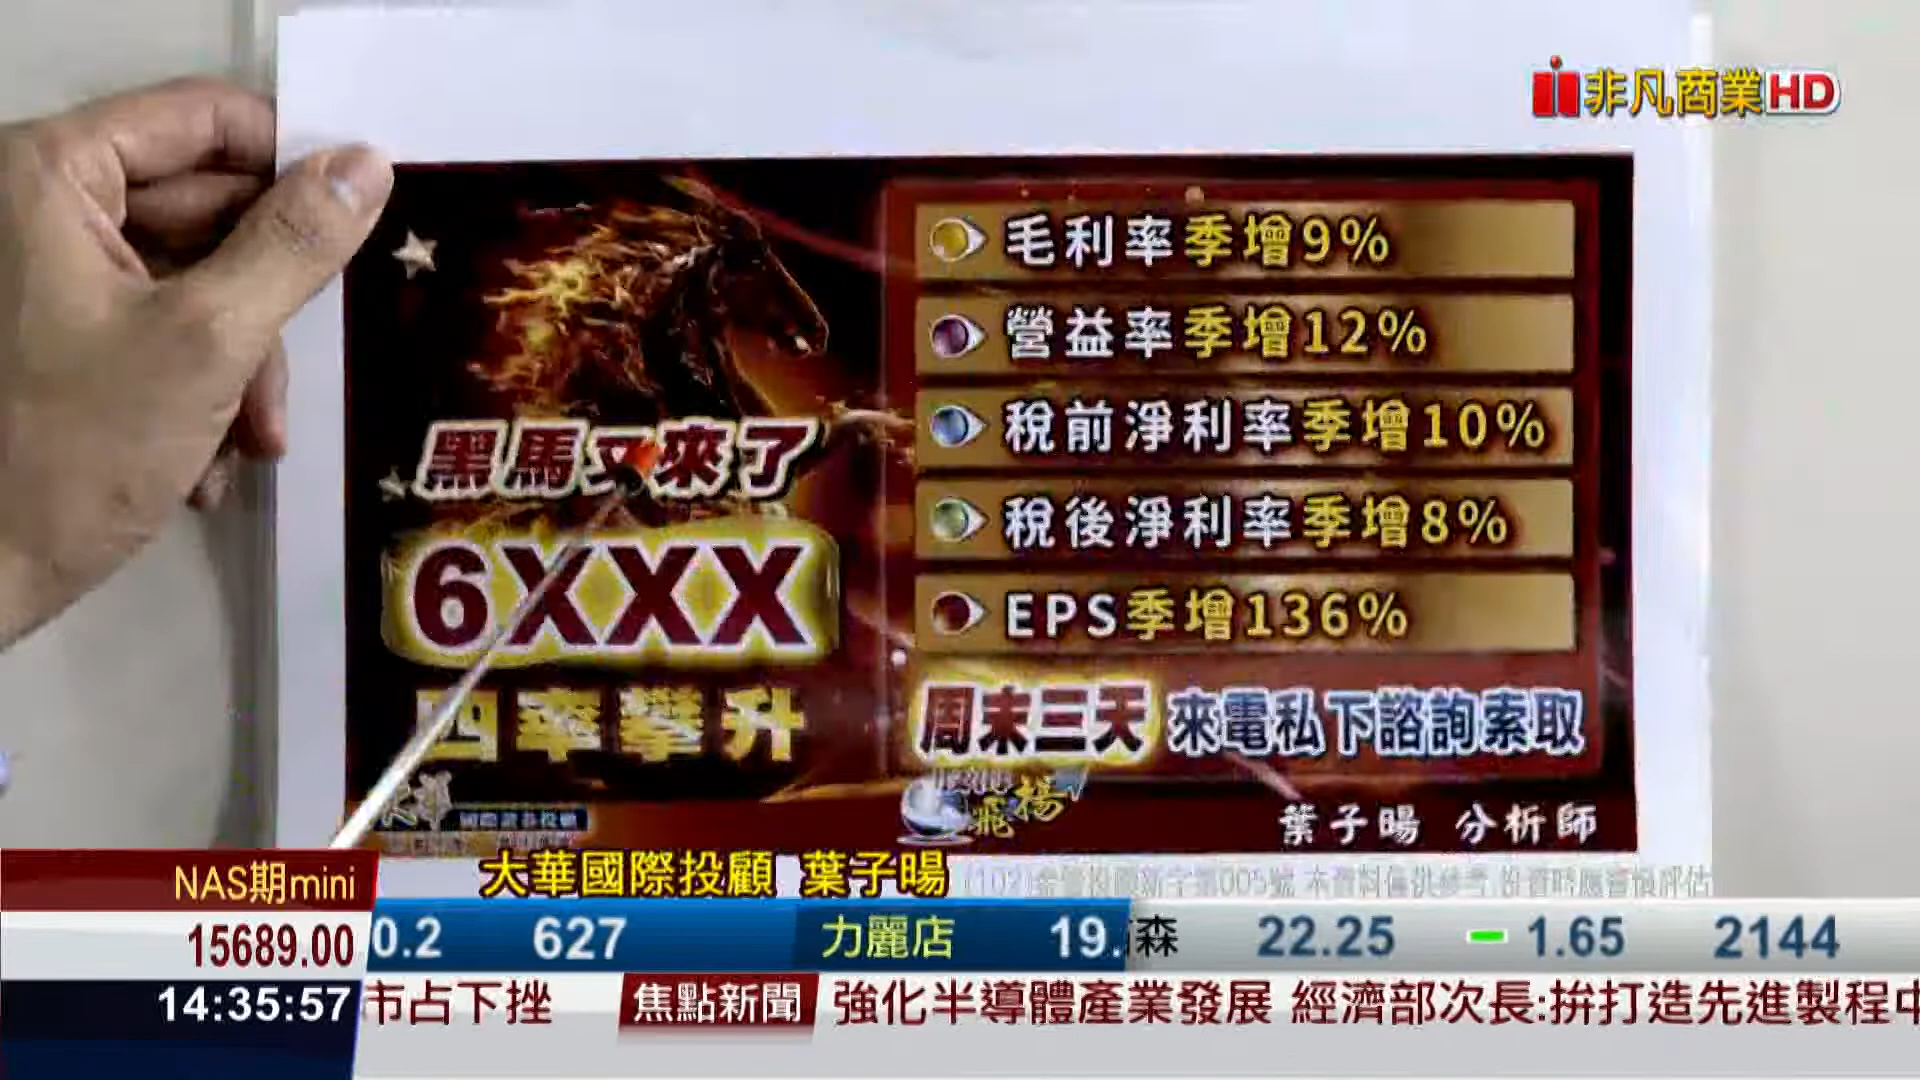 非凡商業HD
毛利率季增9%
營益率季增12%
稅前淨利率季增10%
稅後淨利率季增8%
EPS季增136%
黑馬又來了
6XXX
四率攀升
周末三天 來電私下諮詢索取
大華
飛揚
葉子暘 分析師
大華國際投顧 葉子暘
NAS期mini
15689.00
0.2 627 力麗店 19.
森 22.25 1.65 2144
14:35:57
市占下挫 焦點新聞 強化半導體產業發展 經濟部次長:拚打造先進製程中